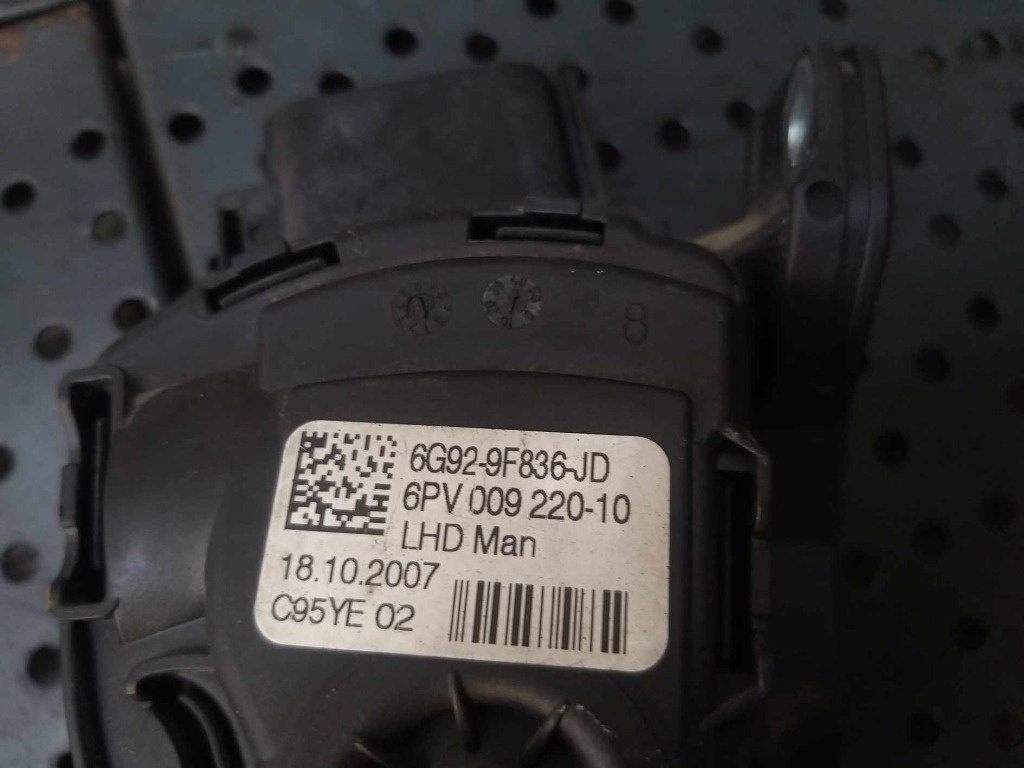 8
6G92-9F836-JD
6PV 009 220-10
LHD Man
18.10.2007
C95YE 02